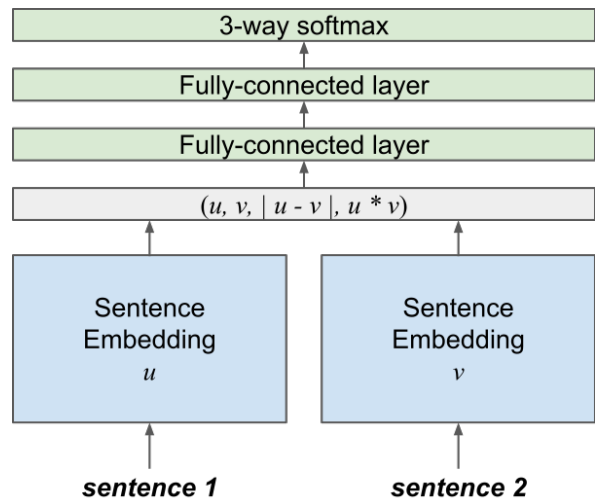 3-way softmax
Fully-connected layer
Fully-connected layer
(u, v, | u - v |, u * v)
Sentence
Embedding
u
Sentence
Embedding
v
sentence 1
sentence 2